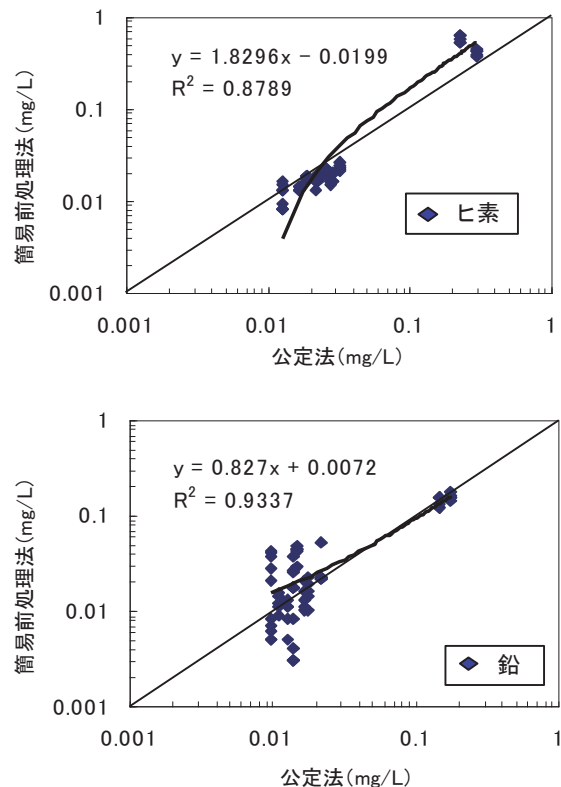 1
y = 1.8296x − 0.0199
R² = 0.8789
0.1
0.01
0.001
簡易前処理法(mg/L)
ヒ素
0.001 0.01 0.1 1
公定法(mg/L)
1
y = 0.827x + 0.0072
R² = 0.9337
0.1
0.01
0.001
簡易前処理法(mg/L)
鉛
0.001 0.01 0.1 1
公定法(mg/L)